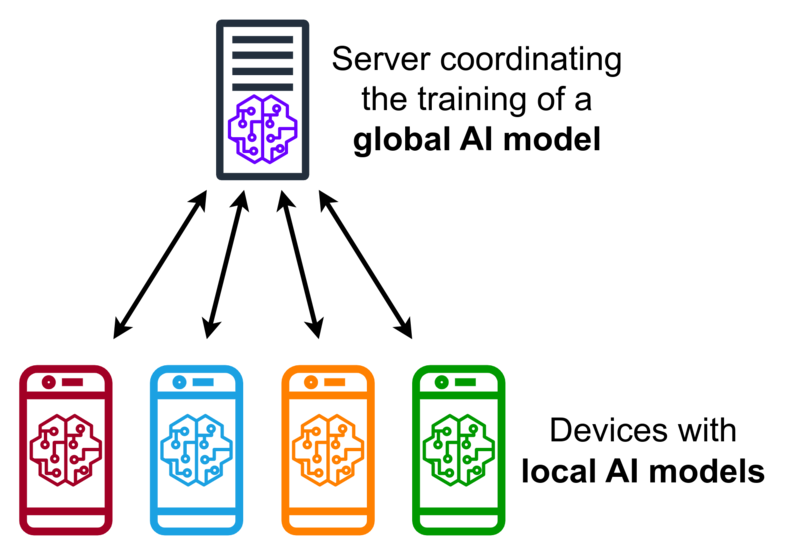 Server coordinating
the training of a
global AI model
Devices with
local AI models